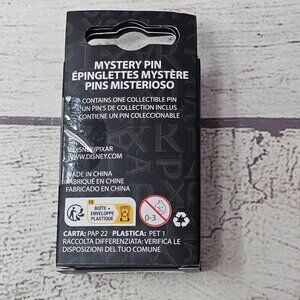 MYSTERY PIN
ÉPINGLETTES MYSTÈRE
PINS MISTERIOSO
CONTAINS ONE COLLECTIBLE PIN
UN PIN'S DE COLLECTION INCLUS
CONTIENE UN PIN COLECCIONABLE
DISNEY/PIXAR
WWW.DISNEY.COM
MADE IN CHINA
FABRIQUÉ EN CHINE
FABRICADO EN CHINA
FR
BOÎTE +
ENVELOPPE
PLASTIQUE
0-3
CARTA: PAP 22 PLASTICA: PET 1
RACCOLTA DIFFERENZIATA: VERIFICA LE
DISPOSIZIONI DEL TUO COMUNE